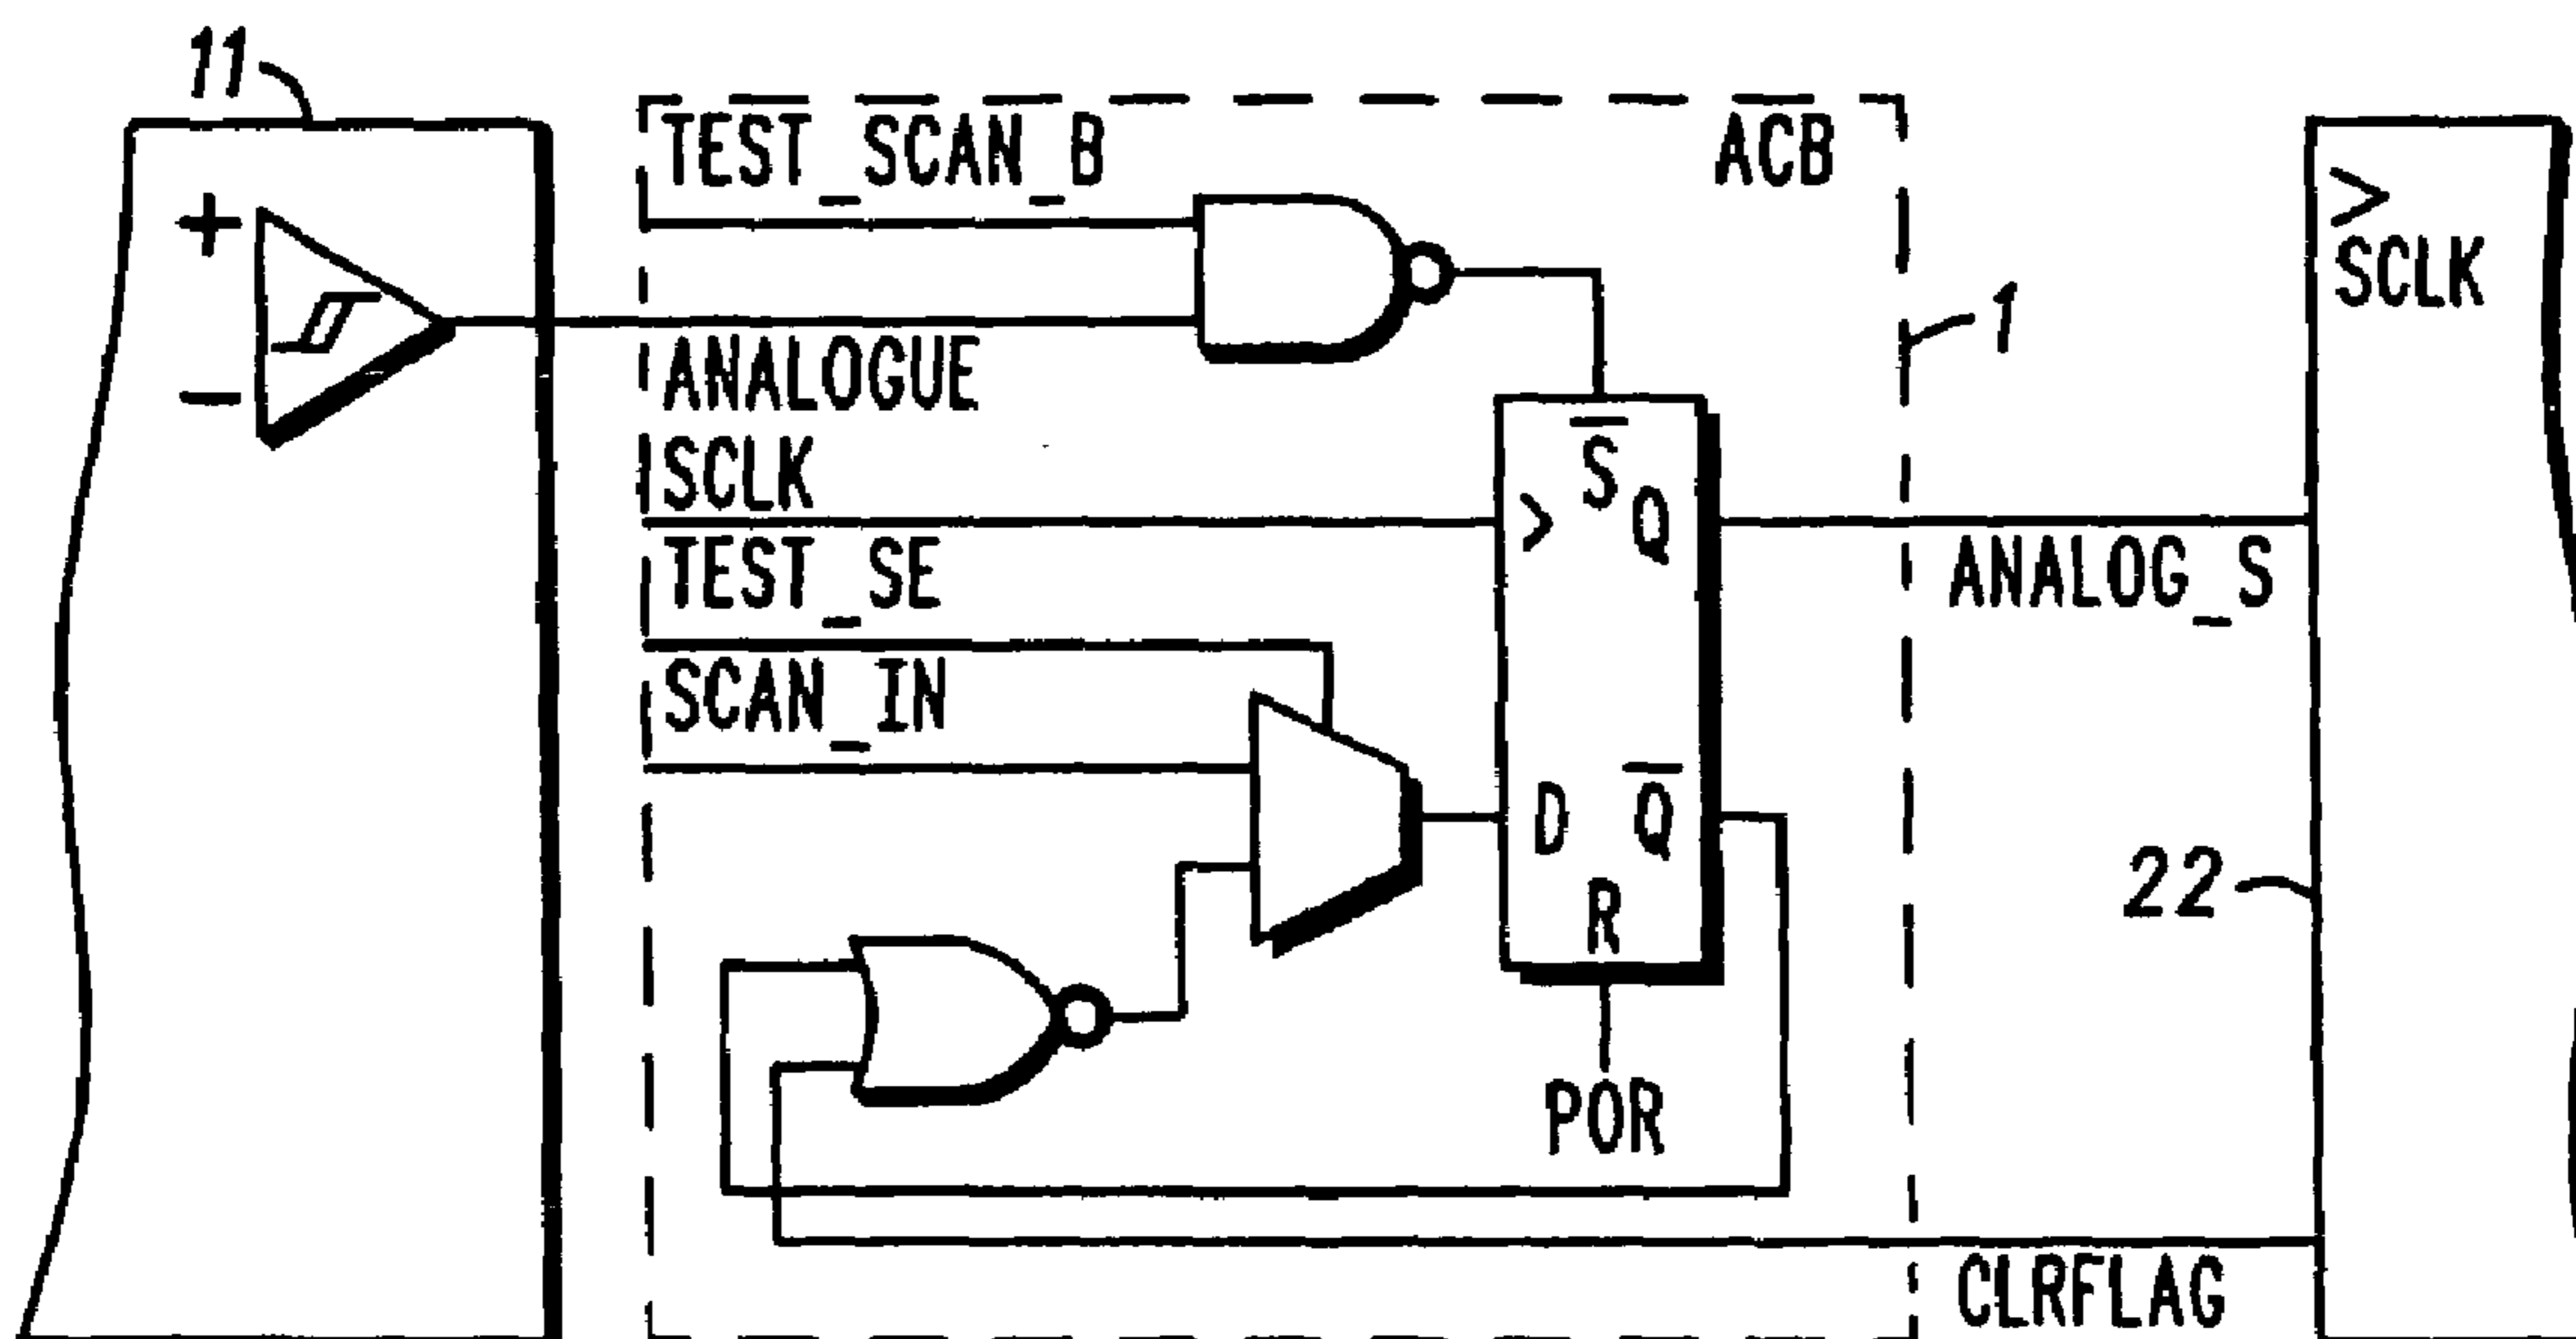 11
TEST_SCAN_B
ACB
+
−
>
SCLK
1
ANALOGUE
SCLK
S̅
> Q
TEST_SE
ANALOG_S
SCAN_IN
D Q̅
R
22
POR
CLRFLAG